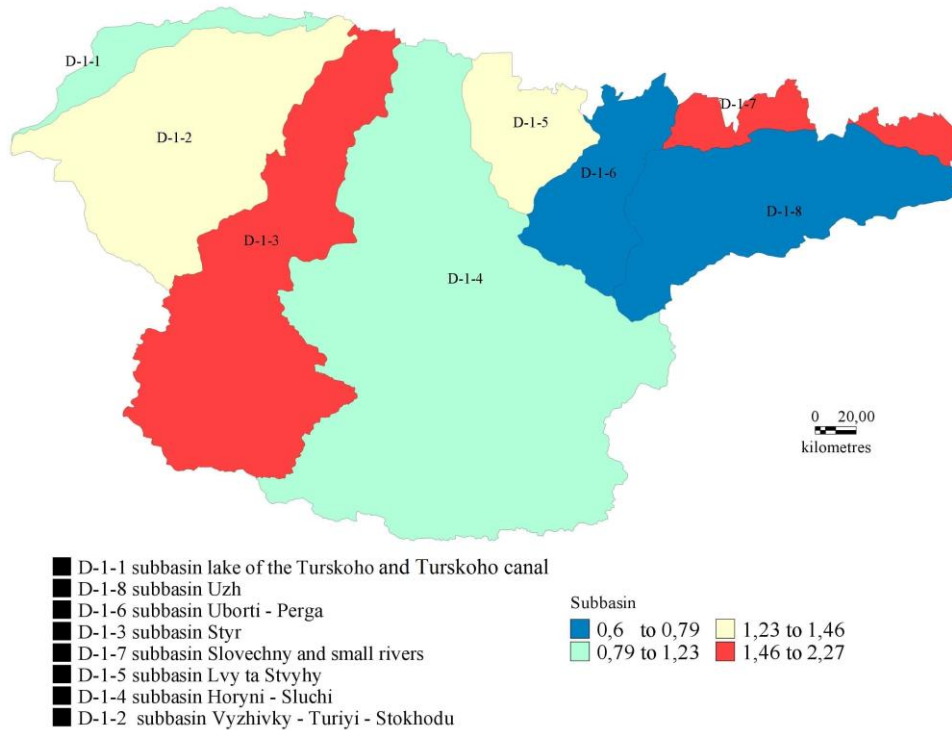 D-1-1
D-1-2
D-1-5
D-1-7
D-1-6
D-1-8
D-1-3
D-1-4
0 20,00
kilometres
D-1-1 subbasin lake of the Turskoho and Turskoho canal
D-1-8 subbasin Uzh
D-1-6 subbasin Uborti - Perga
D-1-3 subbasin Styr
D-1-7 subbasin Slovechny and small rivers
D-1-5 subbasin Lvy ta Stvyhy
D-1-4 subbasin Horyni - Sluchi
D-1-2 subbasin Vyzhivky - Turiyi - Stokhodu
Subbasin
0,6 to 0,79
0,79 to 1,23
1,23 to 1,46
1,46 to 2,27